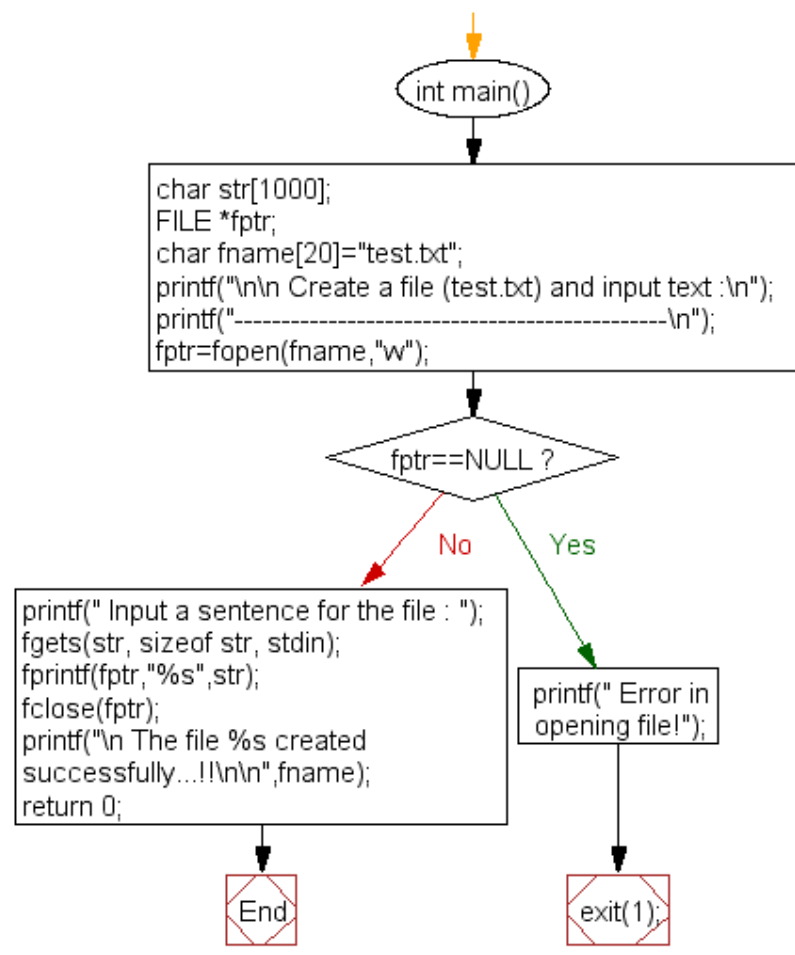 int main()
char str[1000];
FILE *fptr;
char fname[20]="test.txt";
printf("\n\n Create a file (test.txt) and input text :\n");
printf("----------------------------------------------\n");
fptr=fopen(fname,"w");
fptr==NULL ?
No
Yes
printf(" Input a sentence for the file : ");
fgets(str, sizeof str, stdin);
fprintf(fptr,"%s",str);
fclose(fptr);
printf("\n The file %s created
successfully...!!\n\n",fname);
return 0;
printf(" Error in
opening file!");
End
exit(1);